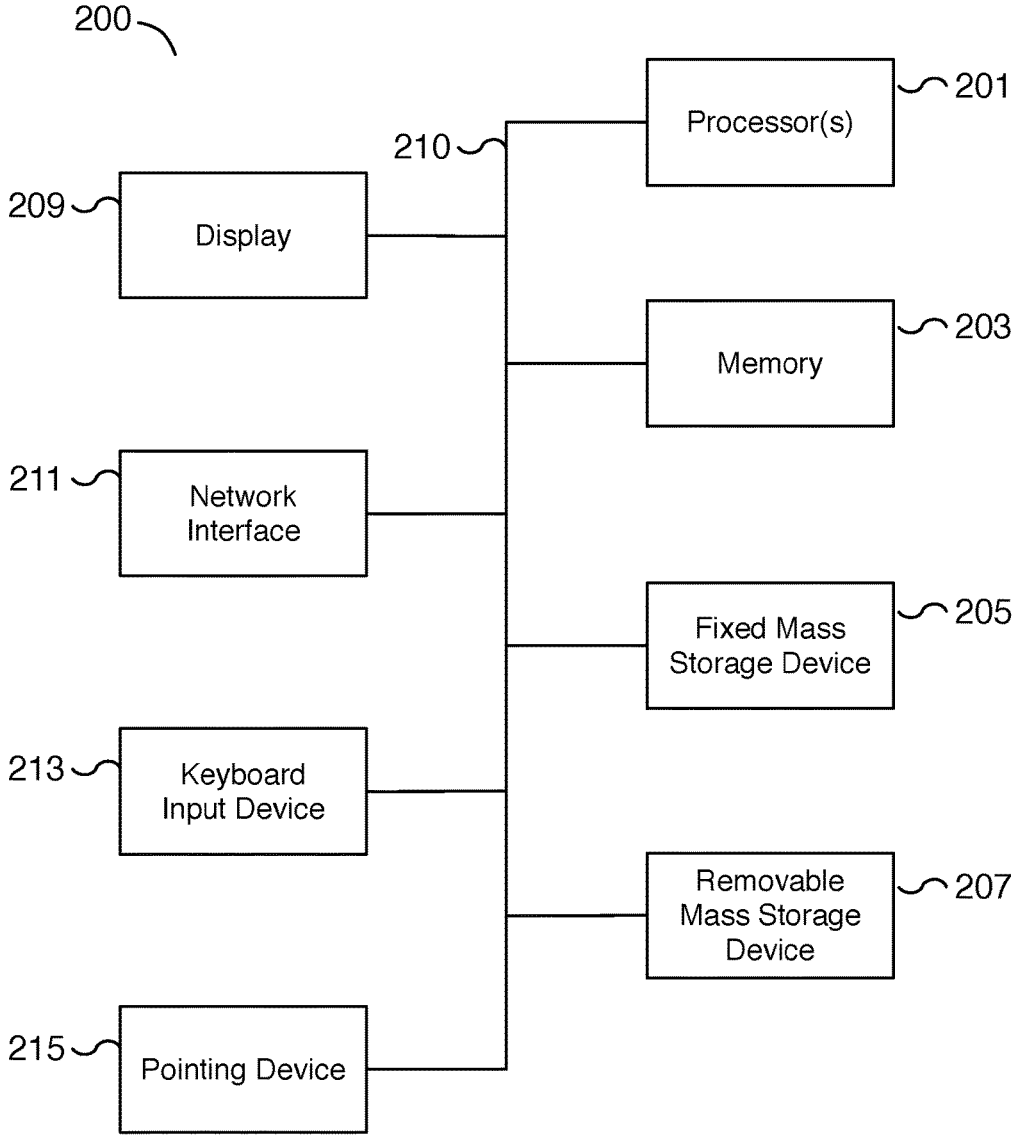 200
201
Processor(s)
210
209
Display
203
Memory
211
Network
Interface
205
Fixed Mass
Storage Device
213
Keyboard
Input Device
207
Removable
Mass Storage
Device
215
Pointing Device